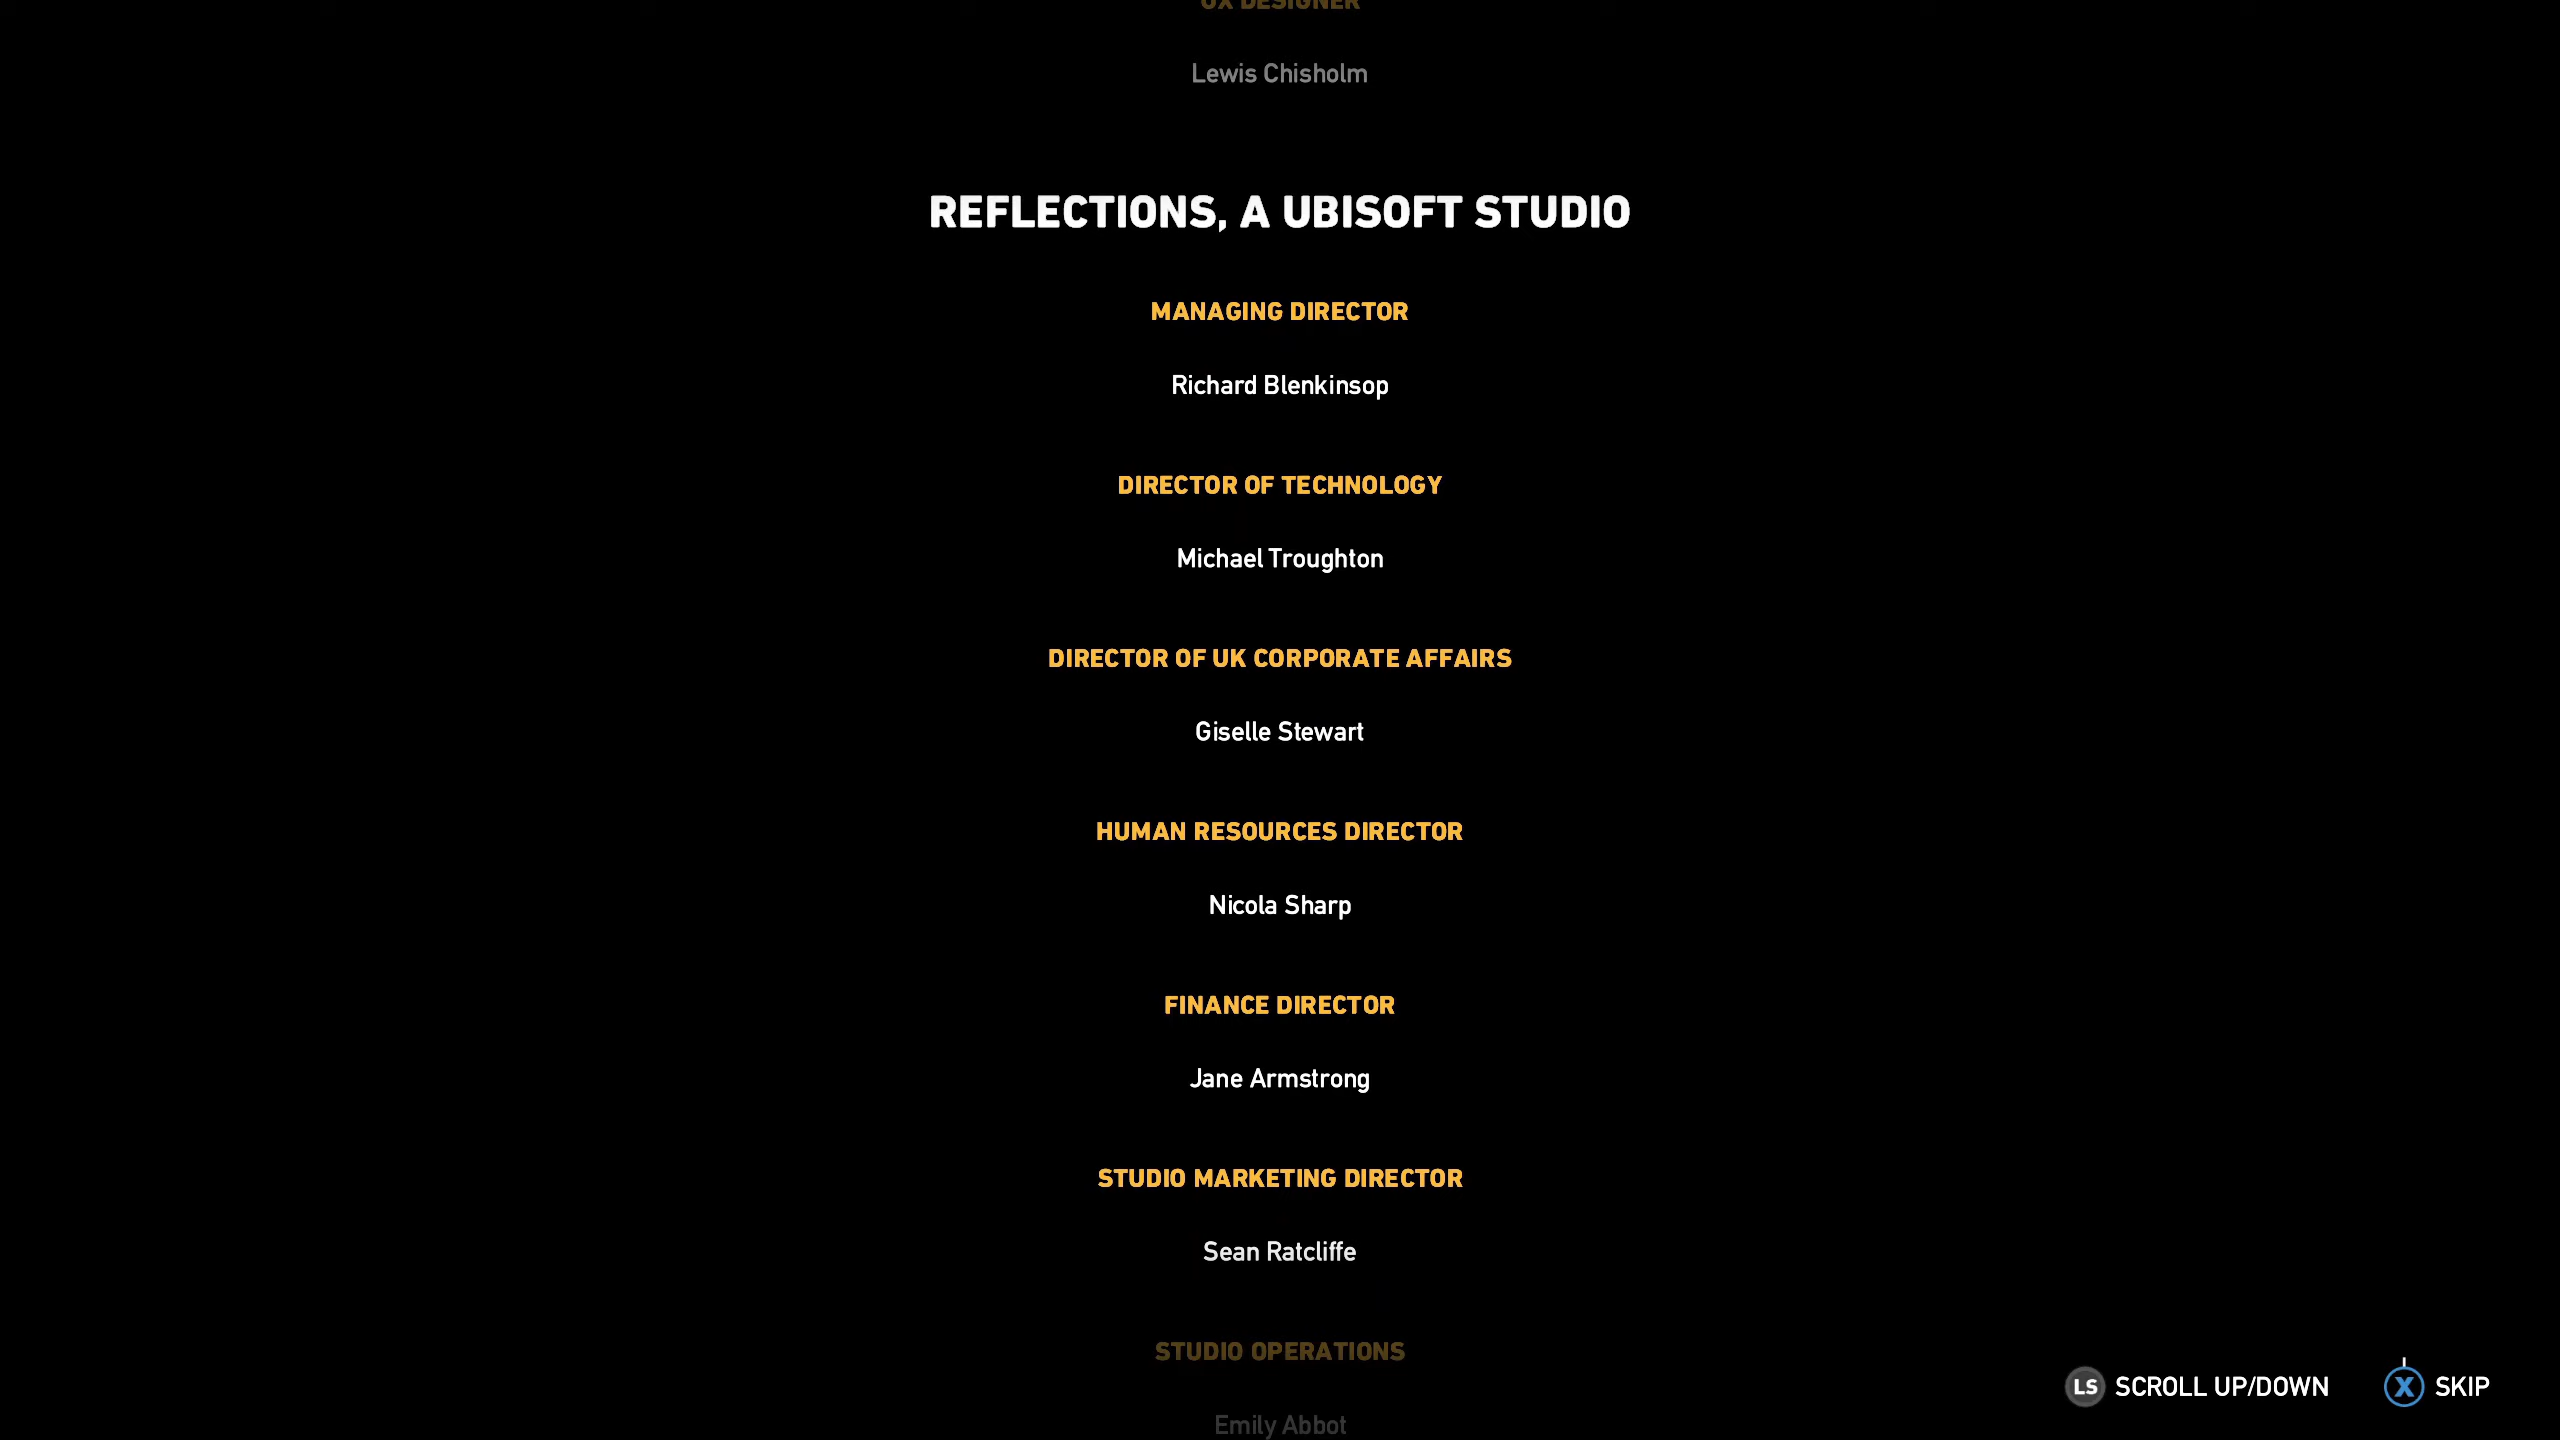 UX DESIGNER
Lewis Chisholm
REFLECTIONS, A UBISOFT STUDIO
MANAGING DIRECTOR
Richard Blenkinsop
DIRECTOR OF TECHNOLOGY
Michael Troughton
DIRECTOR OF UK CORPORATE AFFAIRS
Giselle Stewart
HUMAN RESOURCES DIRECTOR
Nicola Sharp
FINANCE DIRECTOR
Jane Armstrong
STUDIO MARKETING DIRECTOR
Sean Ratcliffe
STUDIO OPERATIONS
Emily Abbot
LS SCROLL UP/DOWN X SKIP